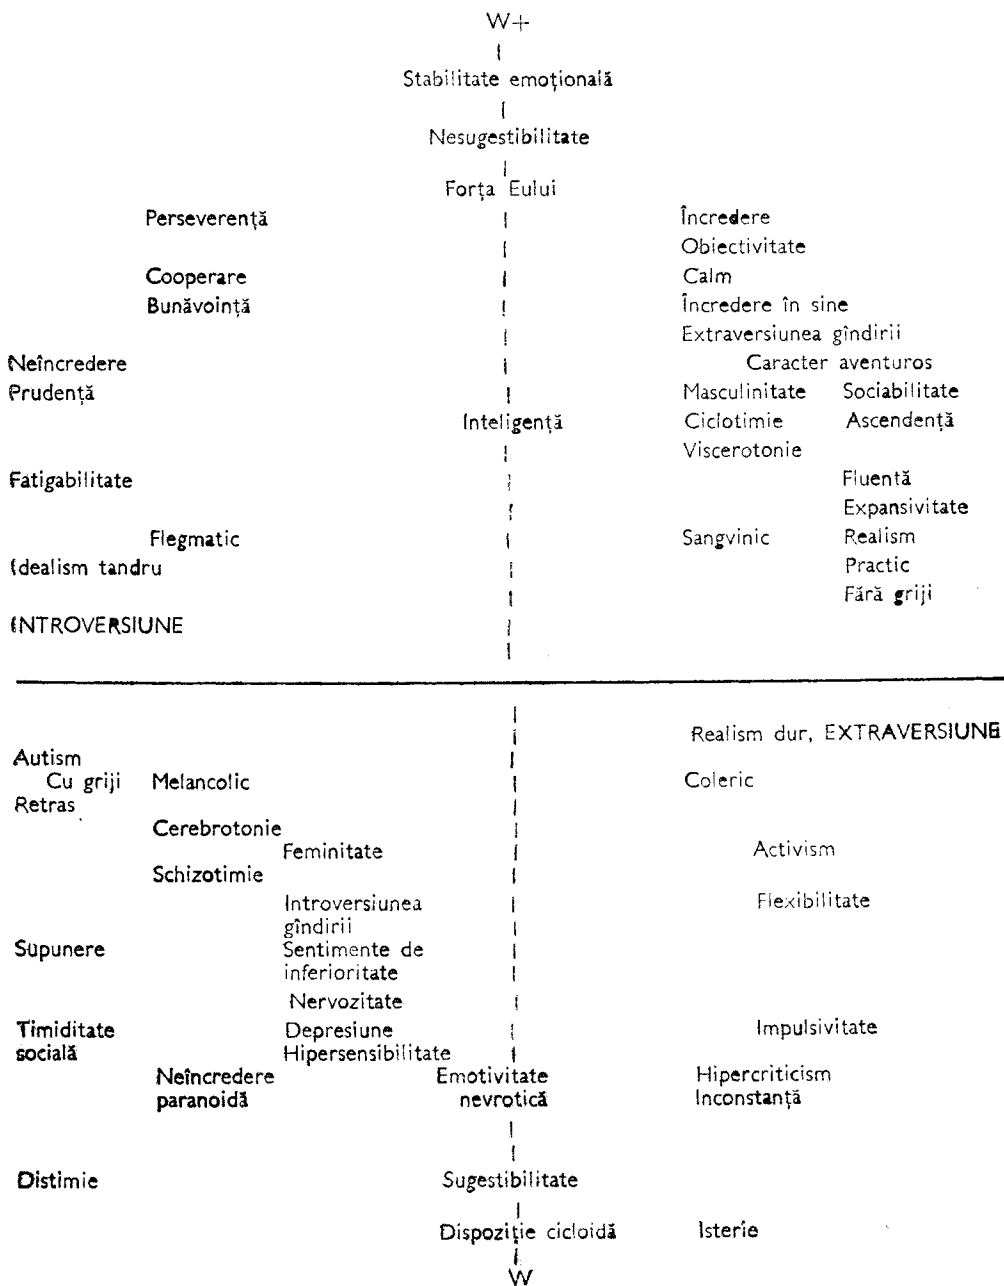 W+
Stabilitate emoțională
Nesugestibilitate
Forța Eului
Perseverență Încredere
Obiectivitate
Cooperare Calm
Bunăvoință Încredere în sine
Extraversiunea gîndirii
Neîncredere Caracter aventuros
Prudență Masculinitate Sociabilitate
Inteligență Ciclotimie Ascendență
Viscerotonie
Fatigabilitate Fluentă
Expansivitate
Flegmatic Sangvinic Realism
Idealism tandru Practic
Fără griji
INTROVERSIUNE
Realism dur, EXTRAVERSIUNE
Autism
Cu griji Melancolic Coleric
Retras
Cerebrotonie
Feminitate Activism
Schizotimie
Introversiunea Flexibilitate
gîndirii
Supunere Sentimente de
inferioritate
Nervozitate
Timiditate Depresiune Impulsivitate
socială Hipersensibilitate
Neîncredere Emotivitate Hipercriticism
paranoidă nevrotică Inconstanță
Distimie Sugestibilitate
Dispoziție cicloidă Isterie
W